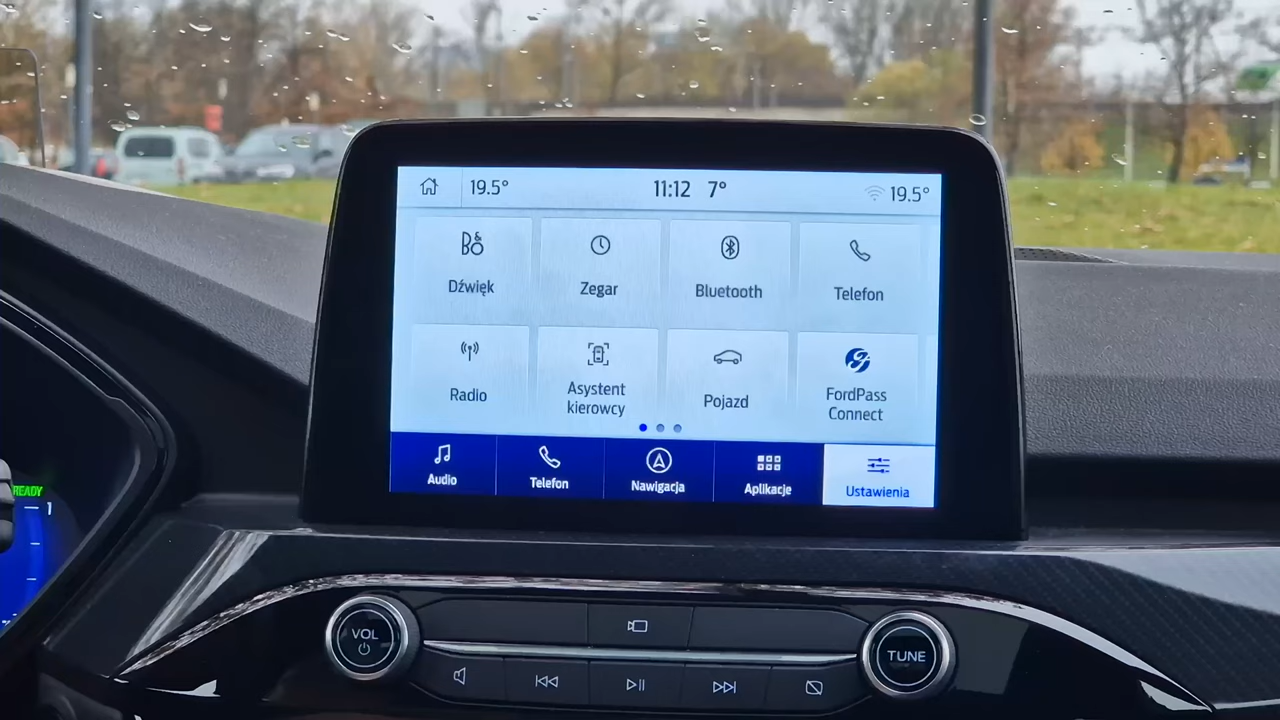 19.5°
11:12 7°
19.5°
B&O
Dźwięk
Zegar
Bluetooth
Telefon
Radio
Asystent
kierowcy
Pojazd
FordPass
Connect
Audio
Telefon
Nawigacja
Aplikacje
Ustawienia
READY
1
VOL
TUNE